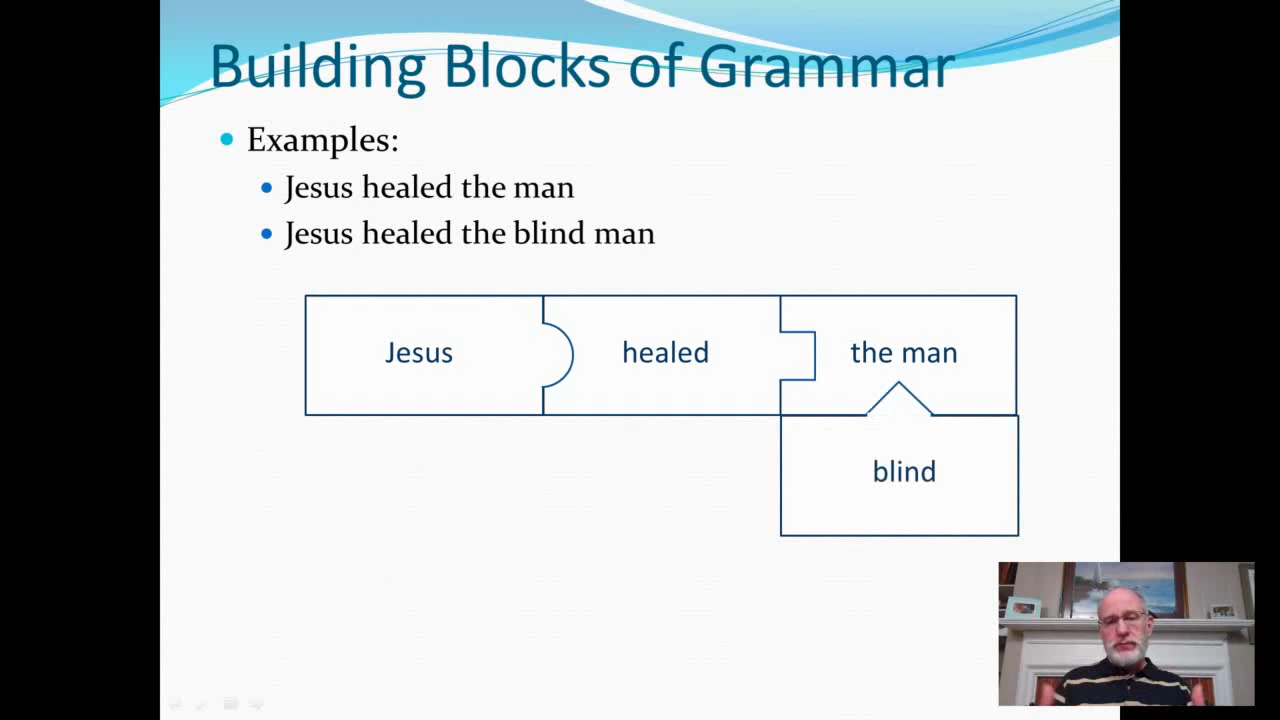 Building Blocks of Grammar
Examples:
Jesus healed the man
Jesus healed the blind man
Jesus healed the man
blind